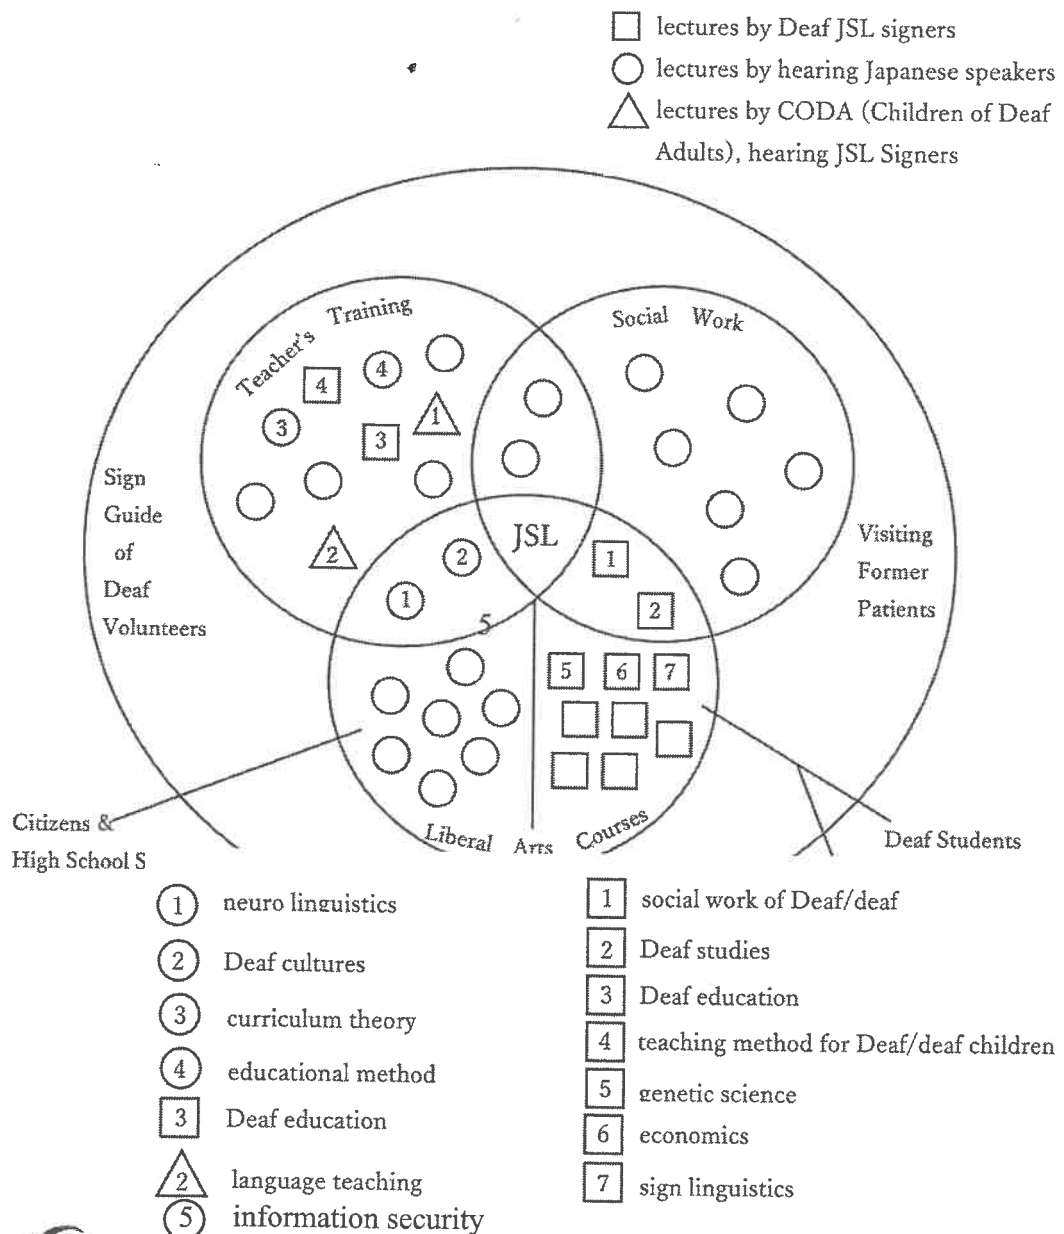 lectures by Deaf JSL signers
lectures by hearing Japanese speakers
lectures by CODA (Children of Deaf
Adults), hearing JSL Signers
Teacher's Training
Social Work
4
4
1
3
3
2
Sign
Guide
of
Deaf
Volunteers
JSL
2
1
1
2
Visiting
Former
Patients
5
5 6 7
Citizens &
High School S
Liberal Arts Courses
Deaf Students
1 neuro linguistics
2 Deaf cultures
3 curriculum theory
4 educational method
3 Deaf education
2 language teaching
5 information security
1 social work of Deaf/deaf
2 Deaf studies
3 Deaf education
4 teaching method for Deaf/deaf children
5 genetic science
6 economics
7 sign linguistics